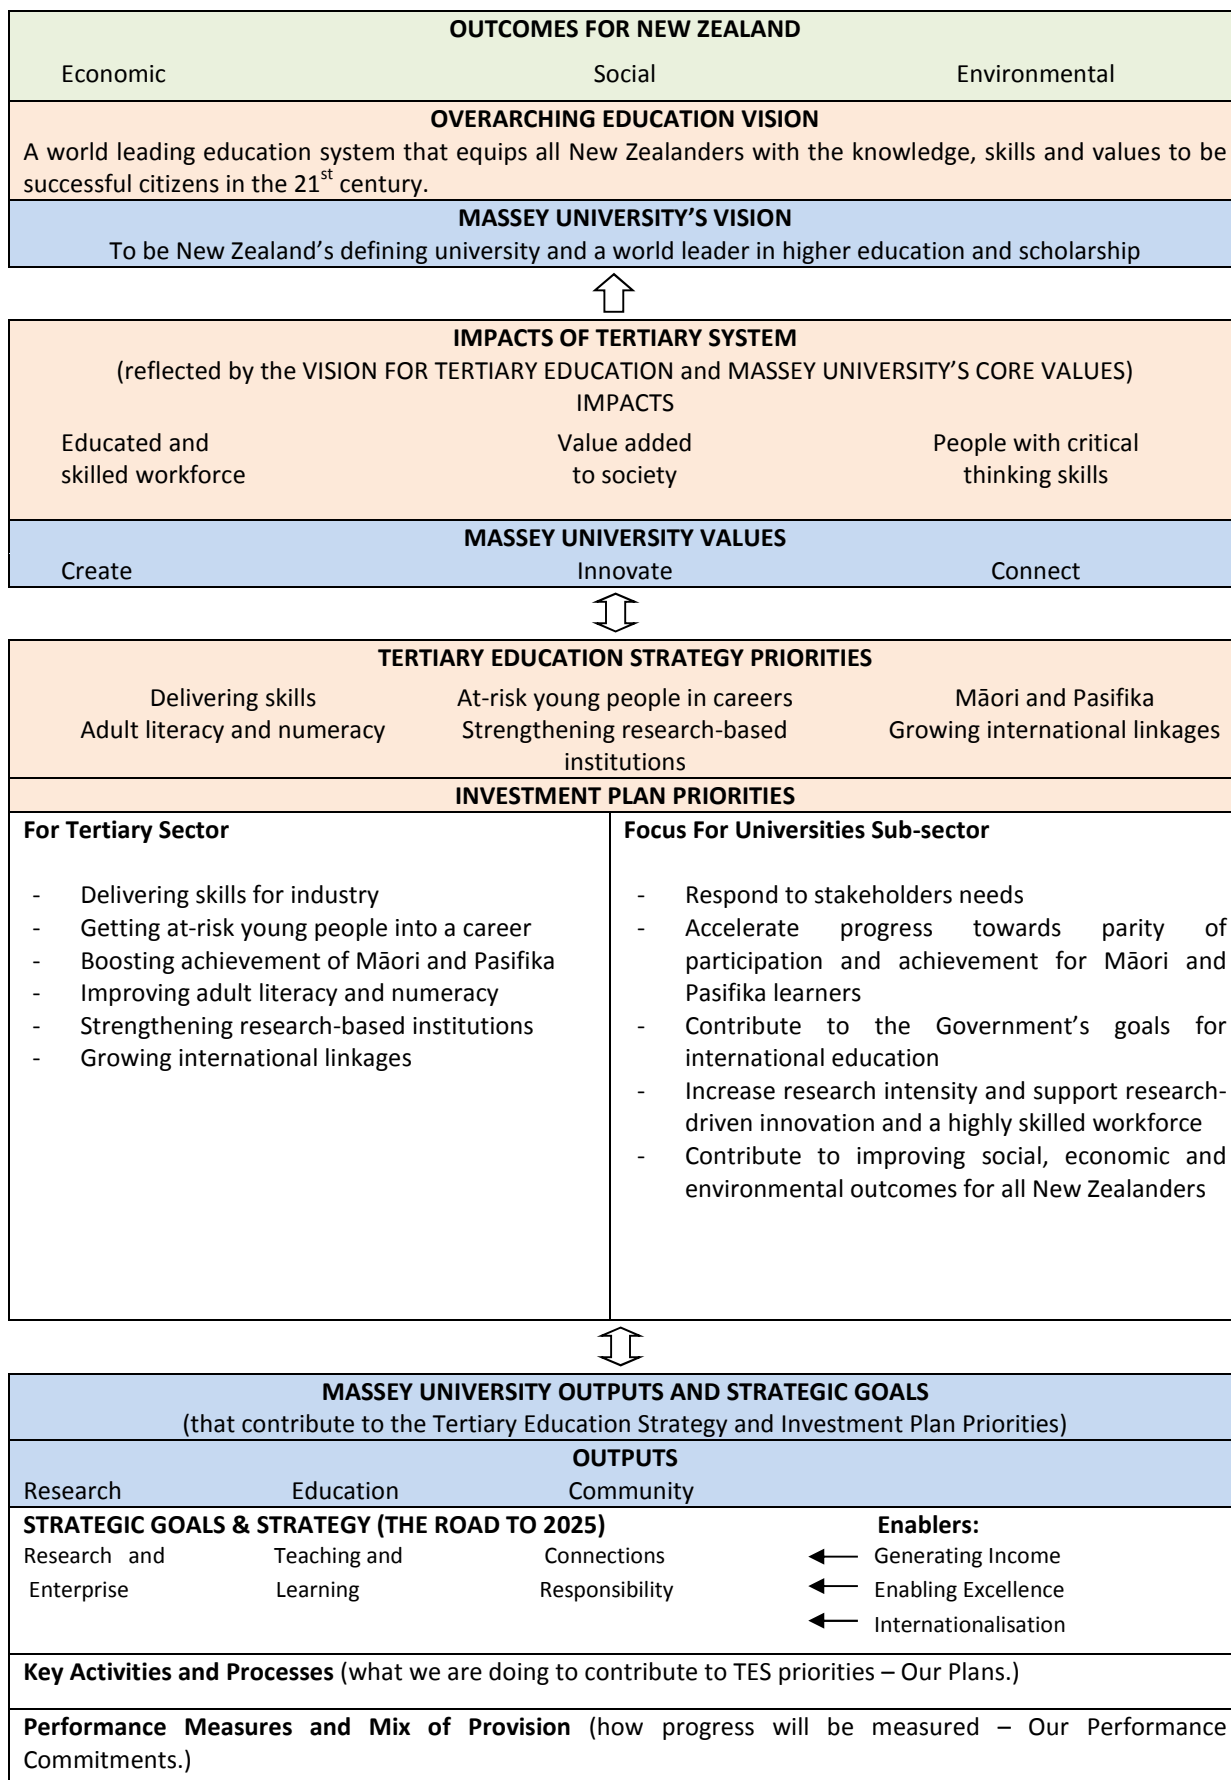 OUTCOMES FOR NEW ZEALAND
Economic Social Environmental
OVERARCHING EDUCATION VISION
A world leading education system that equips all New Zealanders with the knowledge, skills and values to be
successful citizens in the 21st century.
MASSEY UNIVERSITY’S VISION
To be New Zealand’s defining university and a world leader in higher education and scholarship
IMPACTS OF TERTIARY SYSTEM
(reflected by the VISION FOR TERTIARY EDUCATION and MASSEY UNIVERSITY’S CORE VALUES)
IMPACTS
Educated and Value added People with critical
skilled workforce to society thinking skills
MASSEY UNIVERSITY VALUES
Create Innovate Connect
TERTIARY EDUCATION STRATEGY PRIORITIES
Delivering skills At-risk young people in careers Māori and Pasifika
Adult literacy and numeracy Strengthening research-based Growing international linkages
institutions
INVESTMENT PLAN PRIORITIES
For Tertiary Sector
- Delivering skills for industry
- Getting at-risk young people into a career
- Boosting achievement of Māori and Pasifika
- Improving adult literacy and numeracy
- Strengthening research-based institutions
- Growing international linkages
Focus For Universities Sub-sector
- Respond to stakeholders needs
- Accelerate progress towards parity of
participation and achievement for Māori and
Pasifika learners
- Contribute to the Government’s goals for
international education
- Increase research intensity and support research-
driven innovation and a highly skilled workforce
- Contribute to improving social, economic and
environmental outcomes for all New Zealanders
MASSEY UNIVERSITY OUTPUTS AND STRATEGIC GOALS
(that contribute to the Tertiary Education Strategy and Investment Plan Priorities)
OUTPUTS
Research Education Community
STRATEGIC GOALS & STRATEGY (THE ROAD TO 2025) Enablers:
Research and Teaching and Connections Generating Income
Enterprise Learning Responsibility Enabling Excellence
Internationalisation
Key Activities and Processes (what we are doing to contribute to TES priorities – Our Plans.)
Performance Measures and Mix of Provision (how progress will be measured – Our Performance
Commitments.)